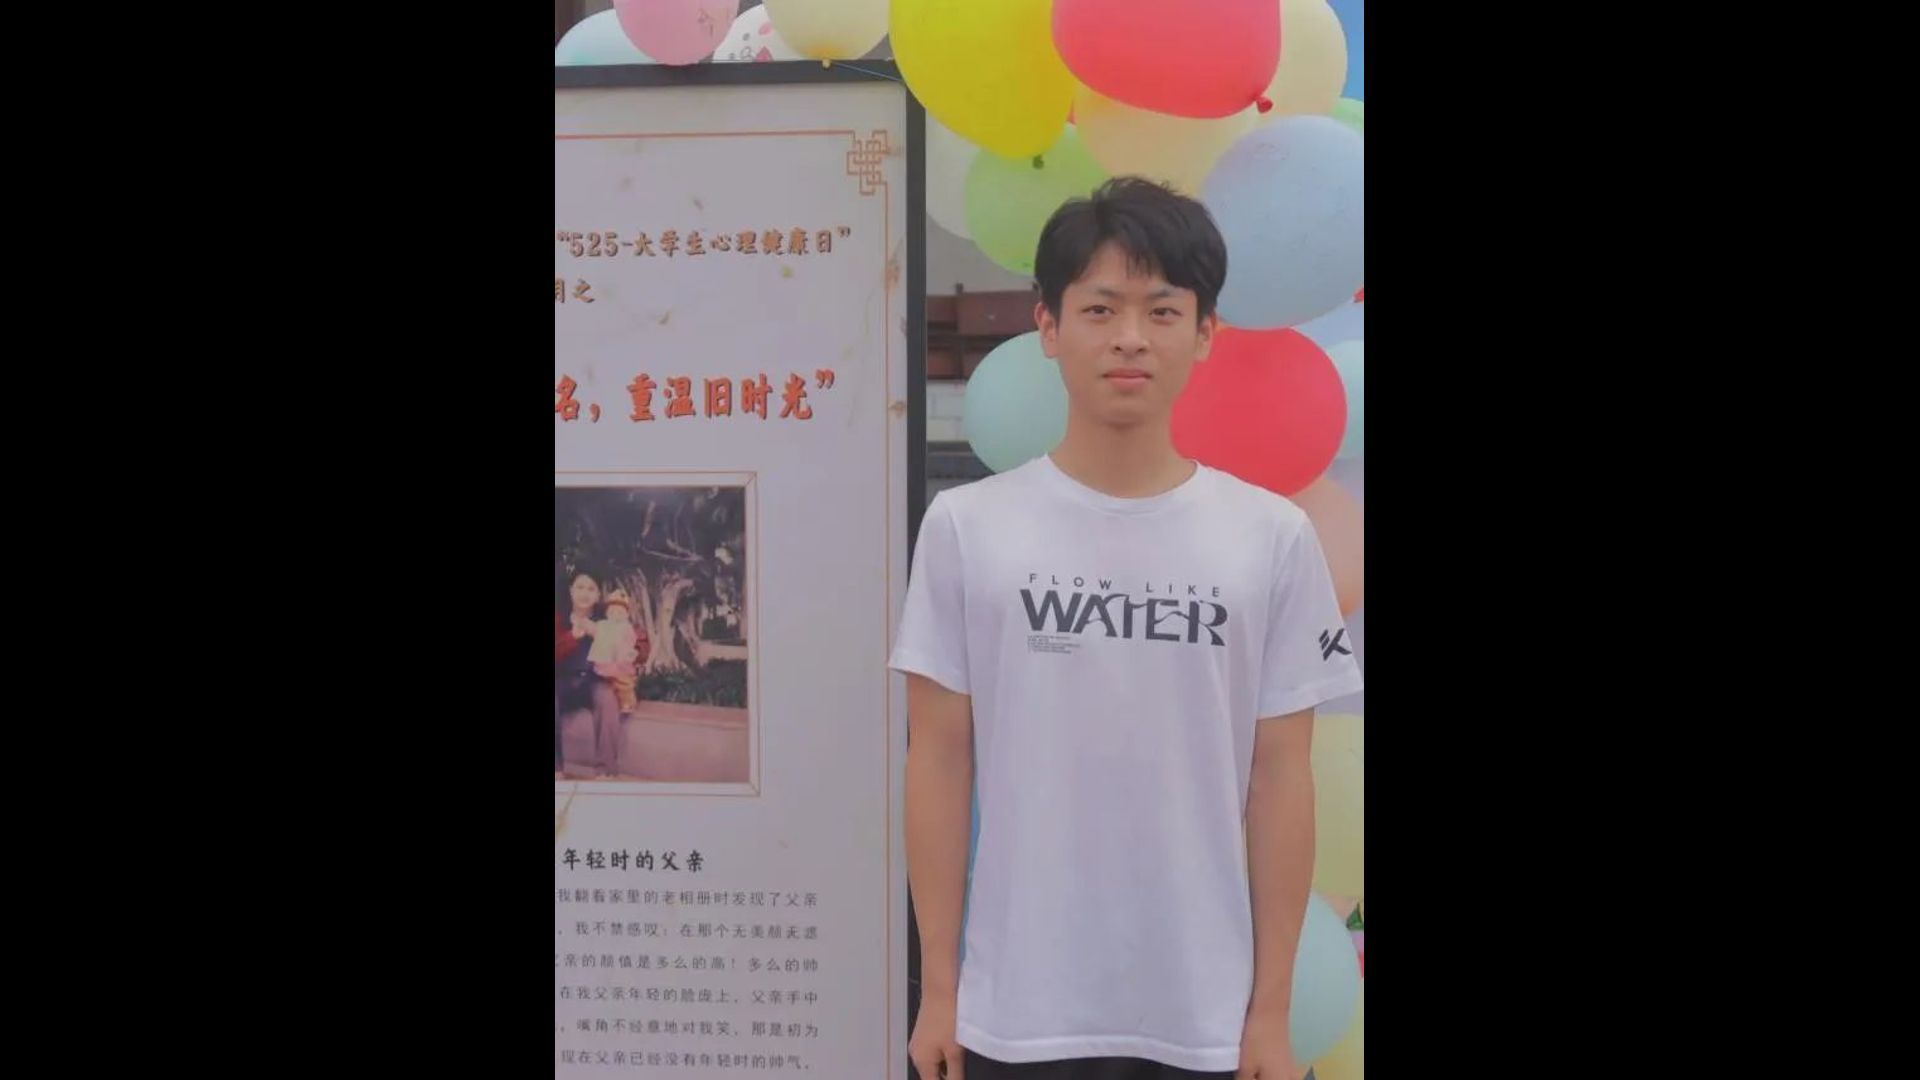 “525-大学生心理健康日”
月之
名，重温旧时光”
年轻时的父亲
我翻看家里的老相册时发现了父亲
，我不禁感叹：在那个无美颜无滤
父亲的颜值是多么的高！多么的帅
在我父亲年轻的脸庞上，父亲手中
，嘴角不经意地对我笑，那是初为
现在父亲已经没有年轻时的帅气，
FLOW LIKE
WATER